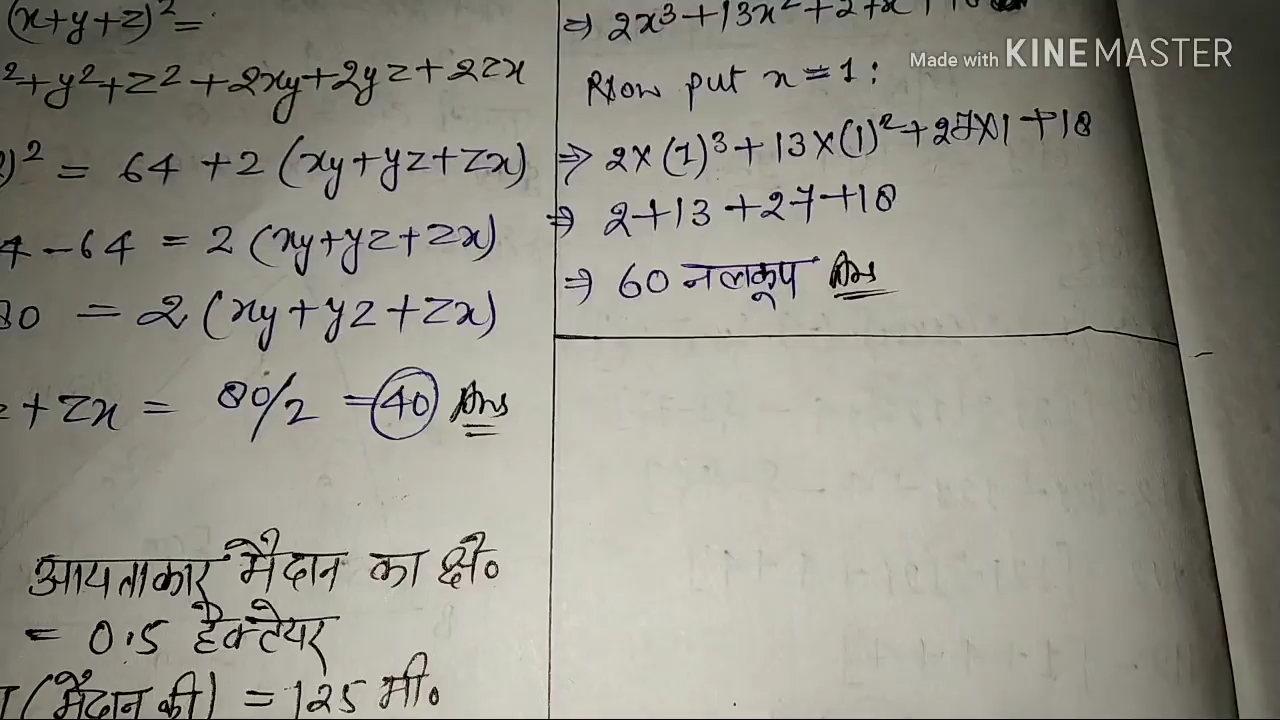 (x+y+z)² =
²+y²+z²+2xy+2yz+2zx
)² = 64+2(xy+yz+zx)
4-64 = 2(xy+yz+zx)
80 = 2(xy+yz+zx)
+zx = 80/2 = 40 Ans
आयताकार मैदान का क्षे०
= 0.5 हैक्टेयर
(मैदान की) = 125 मी०
⇒ 2x³+13x²+2
Now put x=1:
⇒ 2×(1)³+13×(1)²+27×1+18
⇒ 2+13+27+18
⇒ 60 नलकूप Ans
Made with KINEMASTER